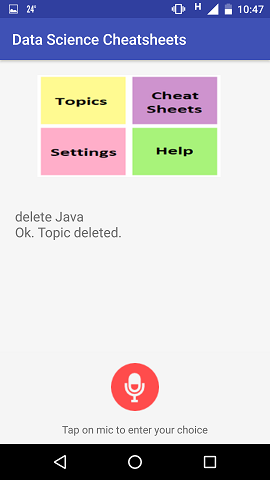 24° H 10:47
Data Science Cheatsheets
Topics
Cheat
Sheets
Settings
Help
delete Java
Ok. Topic deleted.
Tap on mic to enter your choice